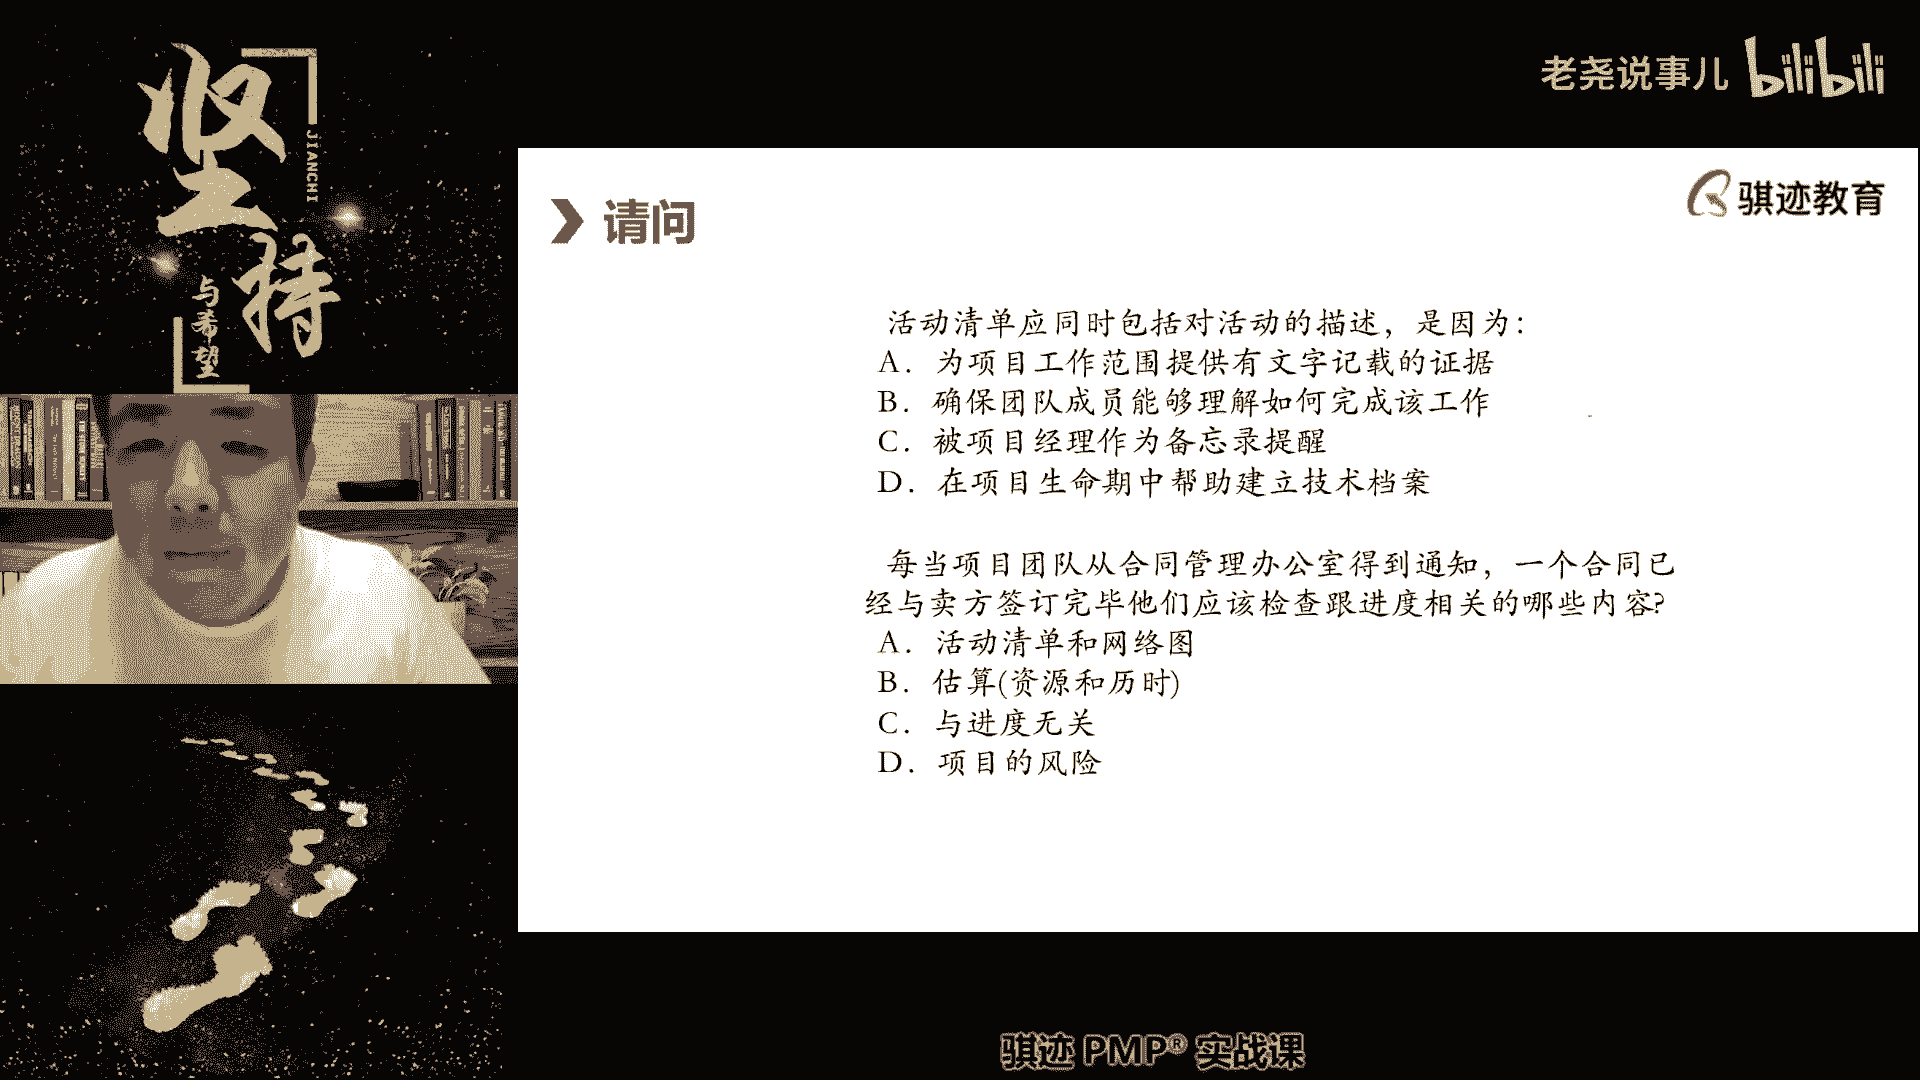 坚持
JIANCHI
与希望
老尧说事儿 bilibili
骐迹教育
请问
活动清单应同时包括对活动的描述，是因为：
A．为项目工作范围提供有文字记载的证据
B．确保团队成员能够理解如何完成该工作
C．被项目经理作为备忘录提醒
D．在项目生命期中帮助建立技术档案
每当项目团队从合同管理办公室得到通知，一个合同已
经与卖方签订完毕他们应该检查跟进度相关的哪些内容?
A．活动清单和网络图
B．估算(资源和历时)
C．与进度无关
D．项目的风险
骐迹 PMP® 实战课